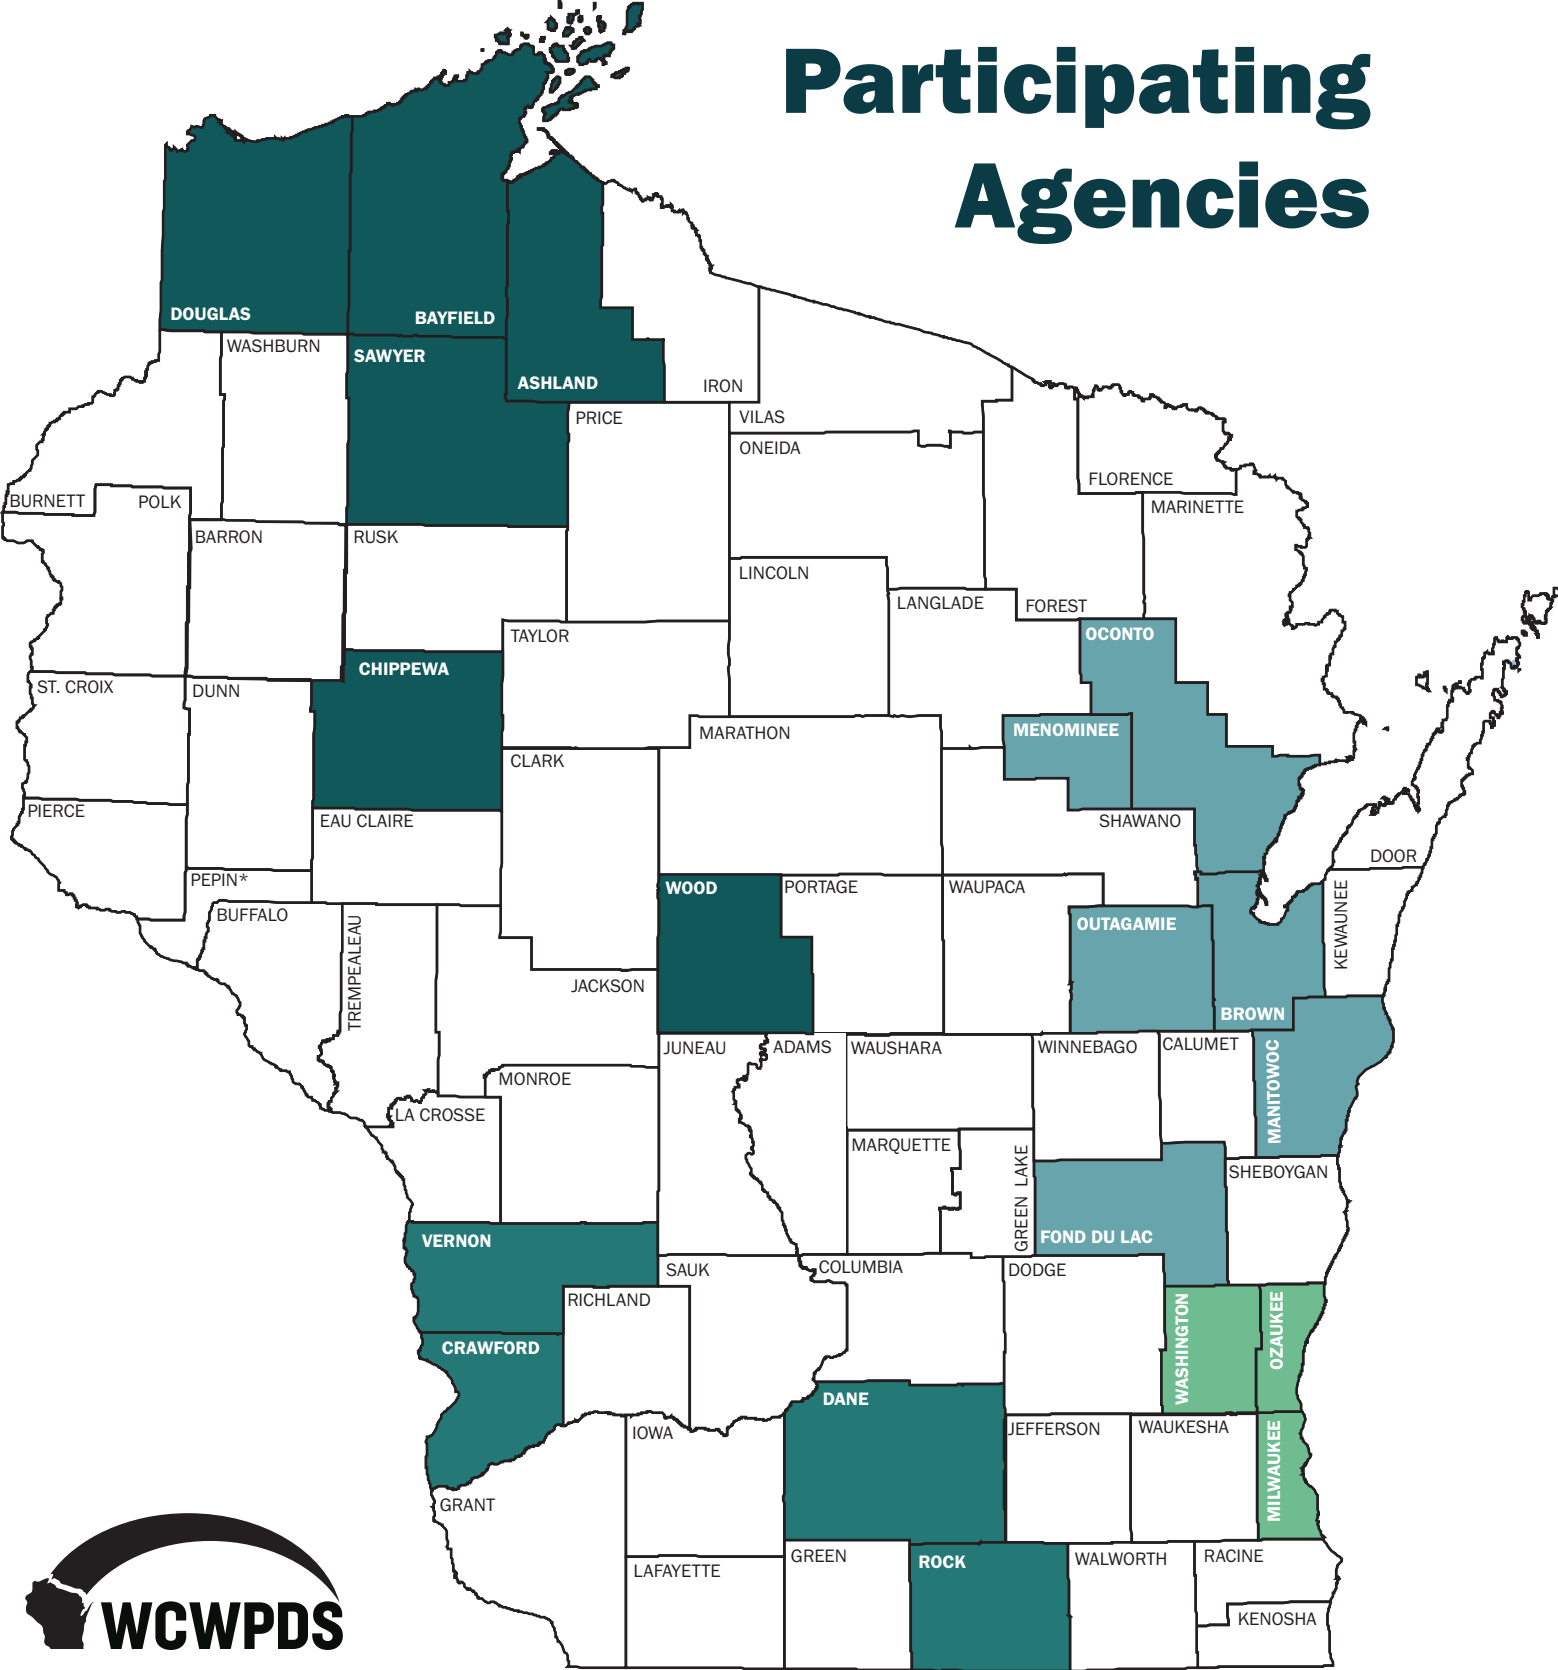 Participating
Agencies
DOUGLAS
BAYFIELD
WASHBURN
SAWYER
ASHLAND
IRON
PRICE
VILAS
ONEIDA
FLORENCE
MARINETTE
BURNETT
POLK
BARRON
RUSK
LINCOLN
LANGLADE
FOREST
TAYLOR
OCONTO
CHIPPEWA
ST. CROIX
DUNN
MARATHON
MENOMINEE
CLARK
PIERCE
EAU CLAIRE
SHAWANO
DOOR
PEPIN*
WOOD
PORTAGE
WAUPACA
BUFFALO
TREMPEALEAU
OUTAGAMIE
KEWAUNEE
JACKSON
BROWN
JUNEAU
ADAMS
WAUSHARA
WINNEBAGO
CALUMET
MANITOWOC
MONROE
LA CROSSE
MARQUETTE
GREEN LAKE
SHEBOYGAN
VERNON
FOND DU LAC
SAUK
COLUMBIA
DODGE
RICHLAND
WASHINGTON
OZAUKEE
CRAWFORD
DANE
IOWA
JEFFERSON
WAUKESHA
MILWAUKEE
GRANT
GREEN
ROCK
WALWORTH
RACINE
LAFAYETTE
KENOSHA
WCWPDS